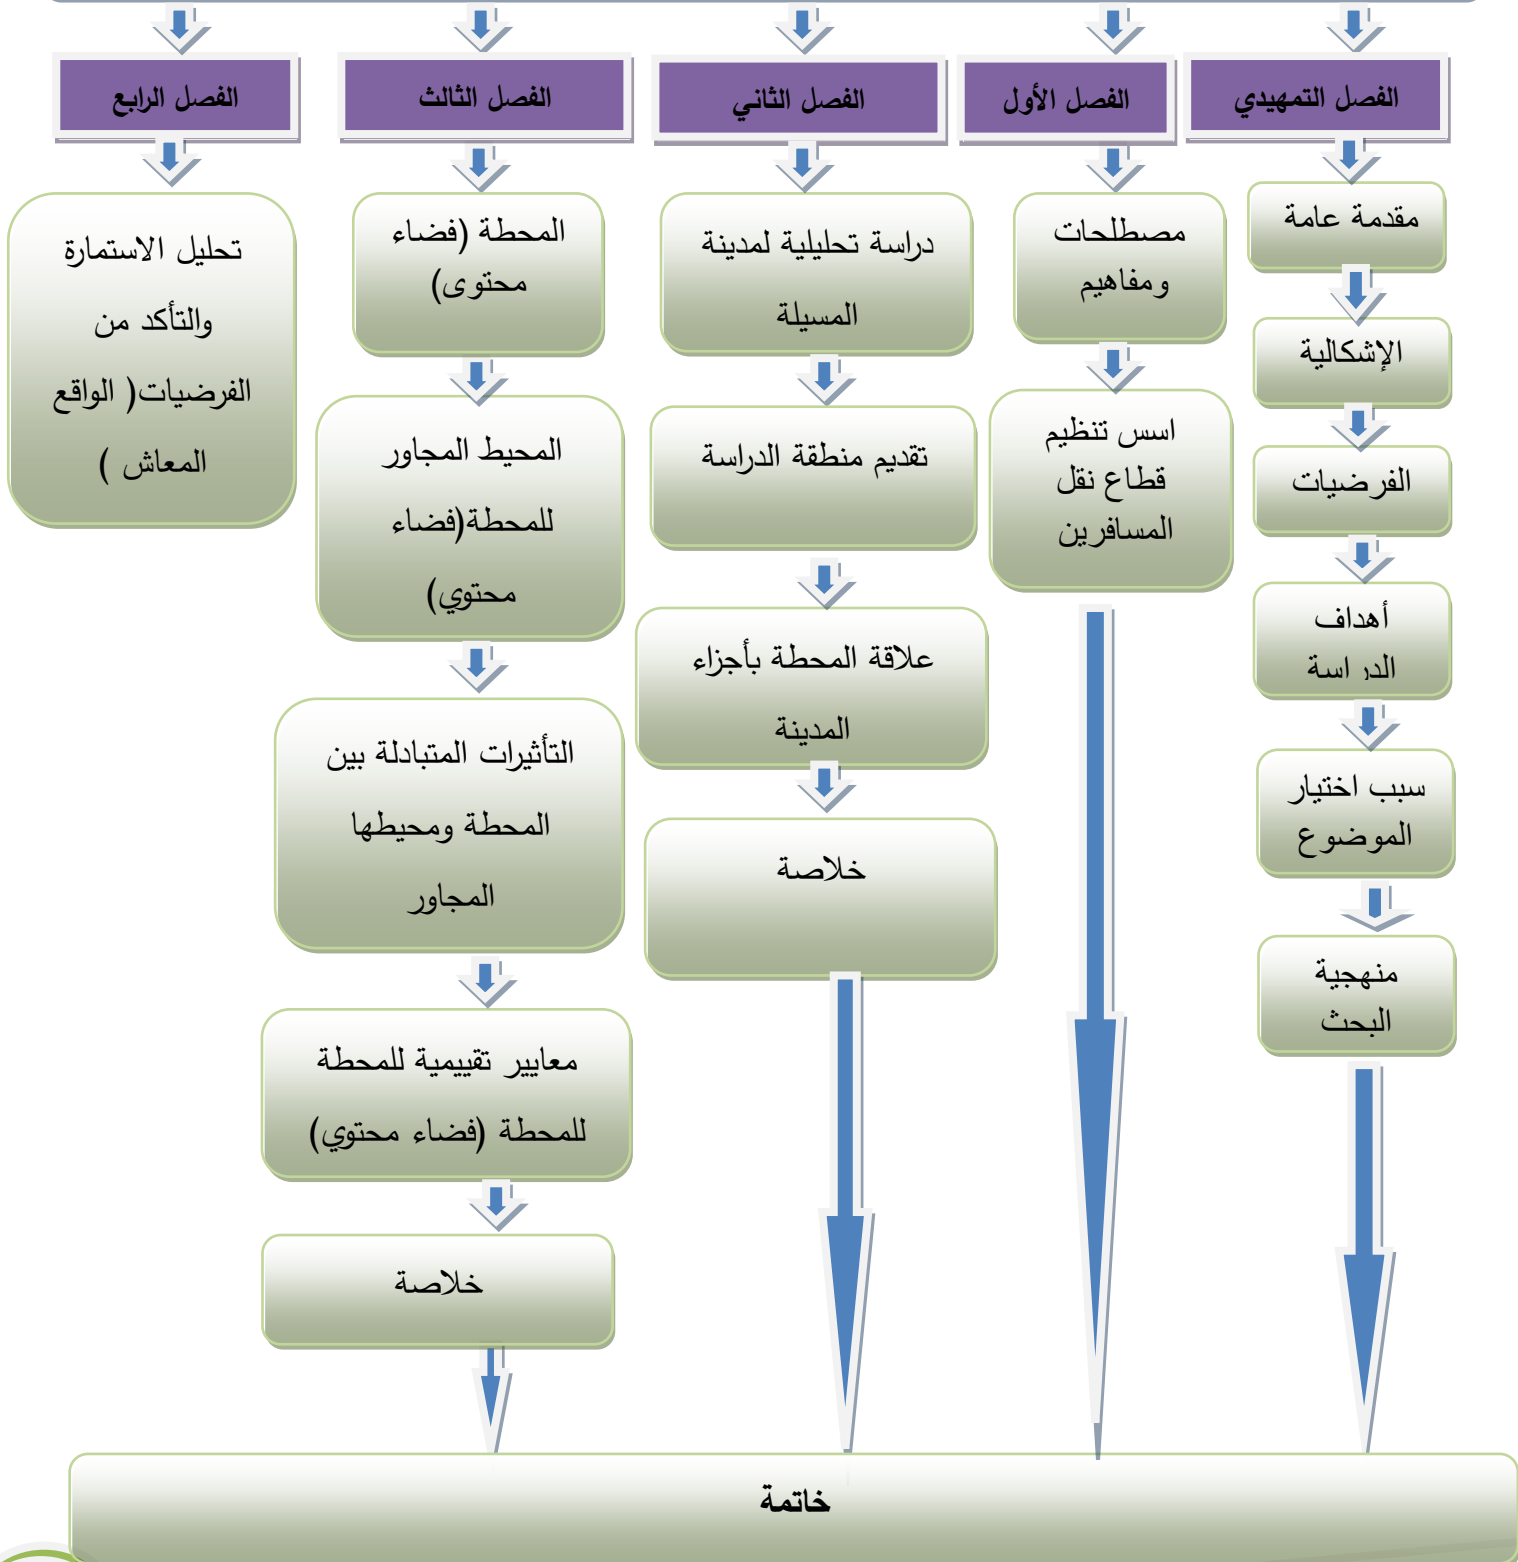 الفصل التمهيدي
مقدمة عامة
الإشكالية
الفرضيات
أهداف
الدراسة
سبب اختيار
الموضوع
منهجية
البحث
الفصل الأول
مصطلحات
ومفاهيم
اسس تنظيم
قطاع نقل
المسافرين
الفصل الثاني
دراسة تحليلية لمدينة
المسيلة
تقديم منطقة الدراسة
علاقة المحطة بأجزاء
المدينة
خلاصة
الفصل الثالث
المحطة (فضاء
محتوى)
المحيط المجاور
للمحطة(فضاء
محتوي)
التأثيرات المتبادلة بين
المحطة ومحيطها
المجاور
معايير تقييمية للمحطة
للمحطة (فضاء محتوي)
خلاصة
الفصل الرابع
تحليل الاستمارة
والتأكد من
الفرضيات( الواقع
المعاش )
خاتمة